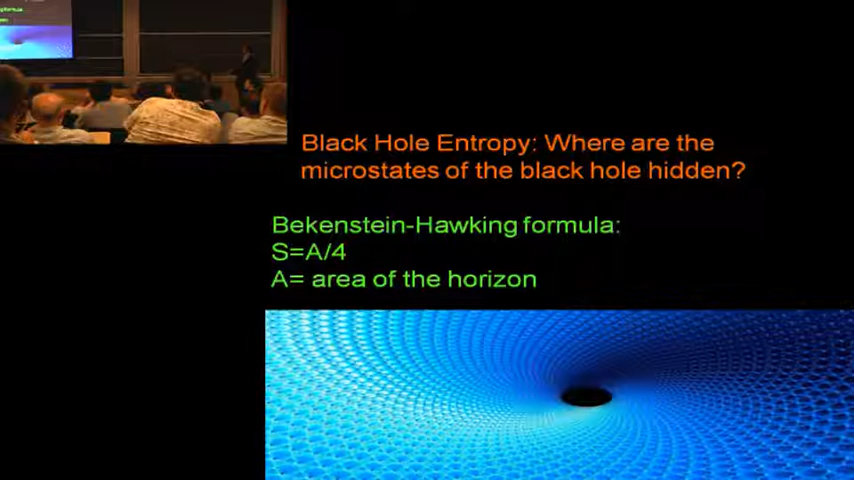 Black Hole Entropy: Where are the
microstates of the black hole hidden?
Bekenstein-Hawking formula:
S=A/4
A= area of the horizon